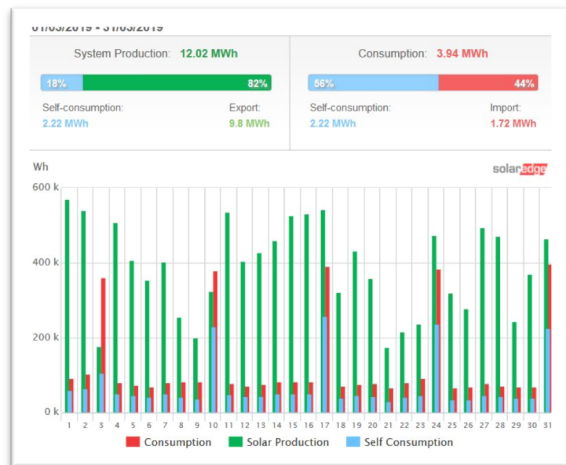 01/03/2019 - 31/03/2019
System Production: 12.02 MWh
18% 82%
Self-consumption: Export:
2.22 MWh 9.8 MWh
Consumption: 3.94 MWh
56% 44%
Self-consumption: Import:
2.22 MWh 1.72 MWh
Wh
solaredge
600 k
400 k
200 k
0 k
1 2 3 4 5 6 7 8 9 10 11 12 13 14 15 16 17 18 19 20 21 22 23 24 25 26 27 28 29 30 31
Consumption Solar Production Self Consumption